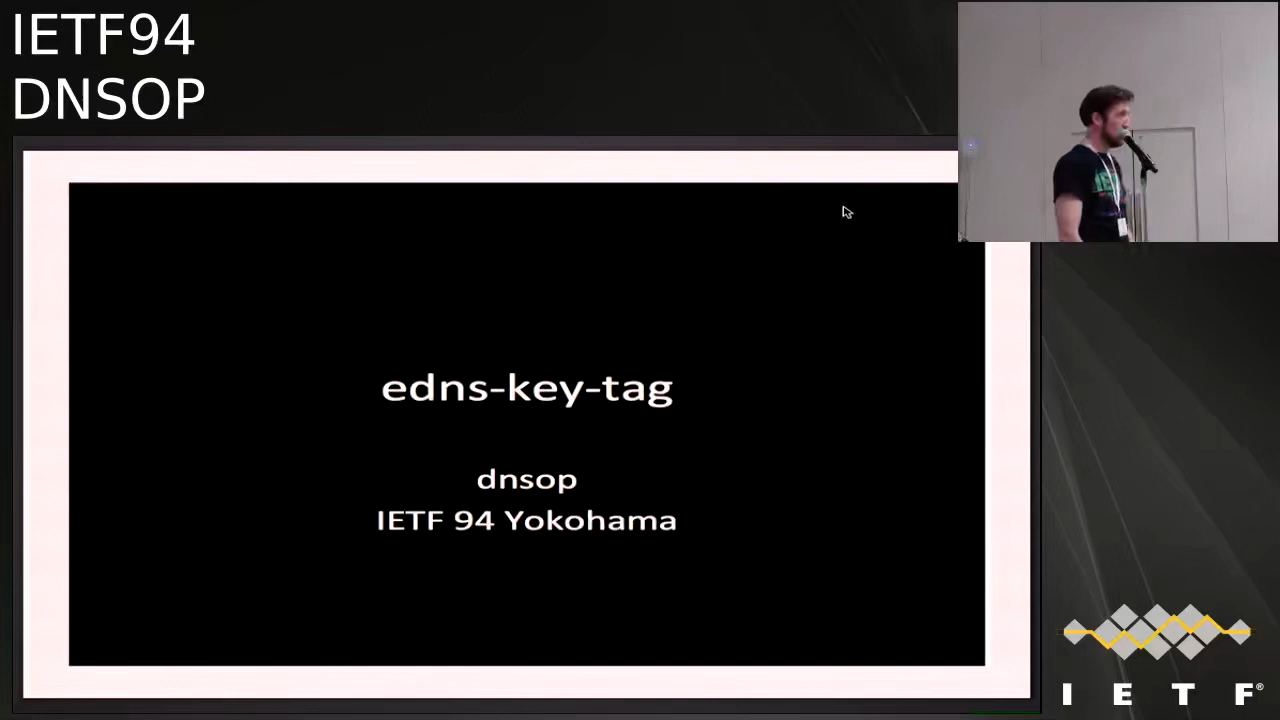 IETF94
DNSOP
edns-key-tag
dnsop
IETF 94 Yokohama
I E T F®